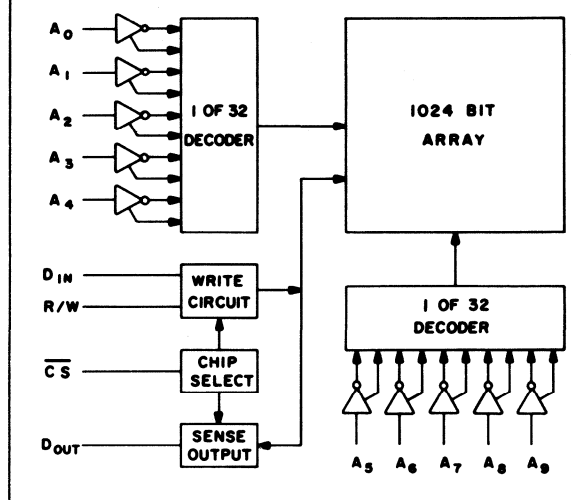 A0
A1
A2
A3
A4
1 OF 32
DECODER
1024 BIT
ARRAY
DIN
R/W
WRITE
CIRCUIT
CS
CHIP
SELECT
DOUT
SENSE
OUTPUT
1 OF 32
DECODER
A5 A6 A7 A8 A9